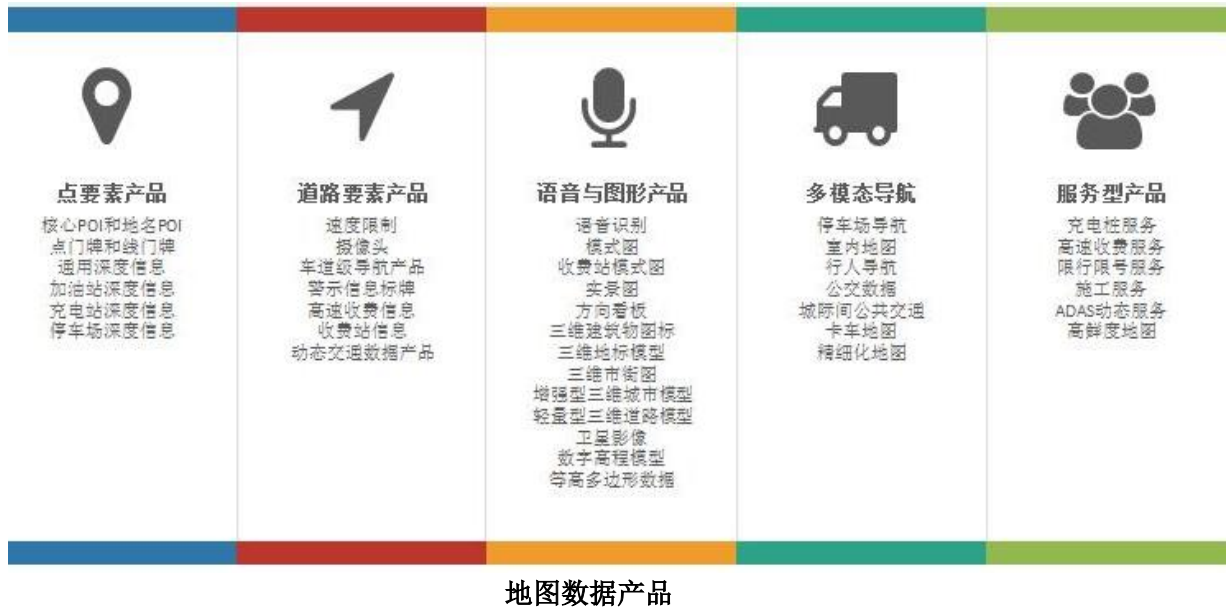 点要素产品
核心POI和地名POI
点门牌和线门牌
通用深度信息
加油站深度信息
充电站深度信息
停车场深度信息
道路要素产品
速度限制
摄像头
车道级导航产品
警示信息标牌
高速收费信息
收费站信息
动态交通数据产品
语音与图形产品
语音识别
模式图
收费站模式图
实景图
方向看板
三维建筑物图标
三维地标模型
三维市街图
增强型三维城市模型
轻量型三维道路模型
卫星影像
数字高程模型
等高多边形数据
多模态导航
停车场导航
室内地图
行人导航
公交数据
城际间公共交通
卡车地图
精细化地图
服务型产品
充电桩服务
高速收费服务
限行限号服务
施工服务
ADAS动态服务
高鲜度地图
地图数据产品